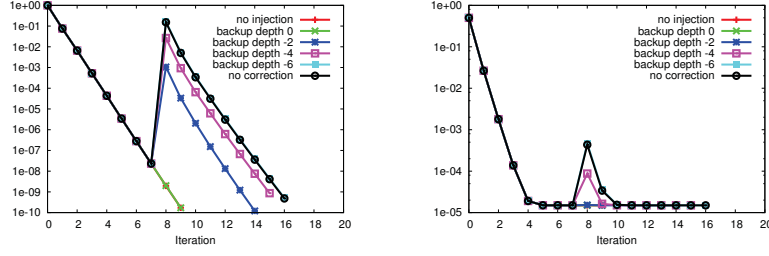 1e+00
1e-01
1e-02
1e-03
1e-04
1e-05
1e-06
1e-07
1e-08
1e-09
1e-10
no injection
backup depth 0
backup depth -2
backup depth -4
backup depth -6
no correction
0 2 4 6 8 10 12 14 16 18 20
Iteration
1e+00
1e-01
1e-02
1e-03
1e-04
1e-05
no injection
backup depth 0
backup depth -2
backup depth -4
backup depth -6
no correction
0 2 4 6 8 10 12 14 16 18 20
Iteration